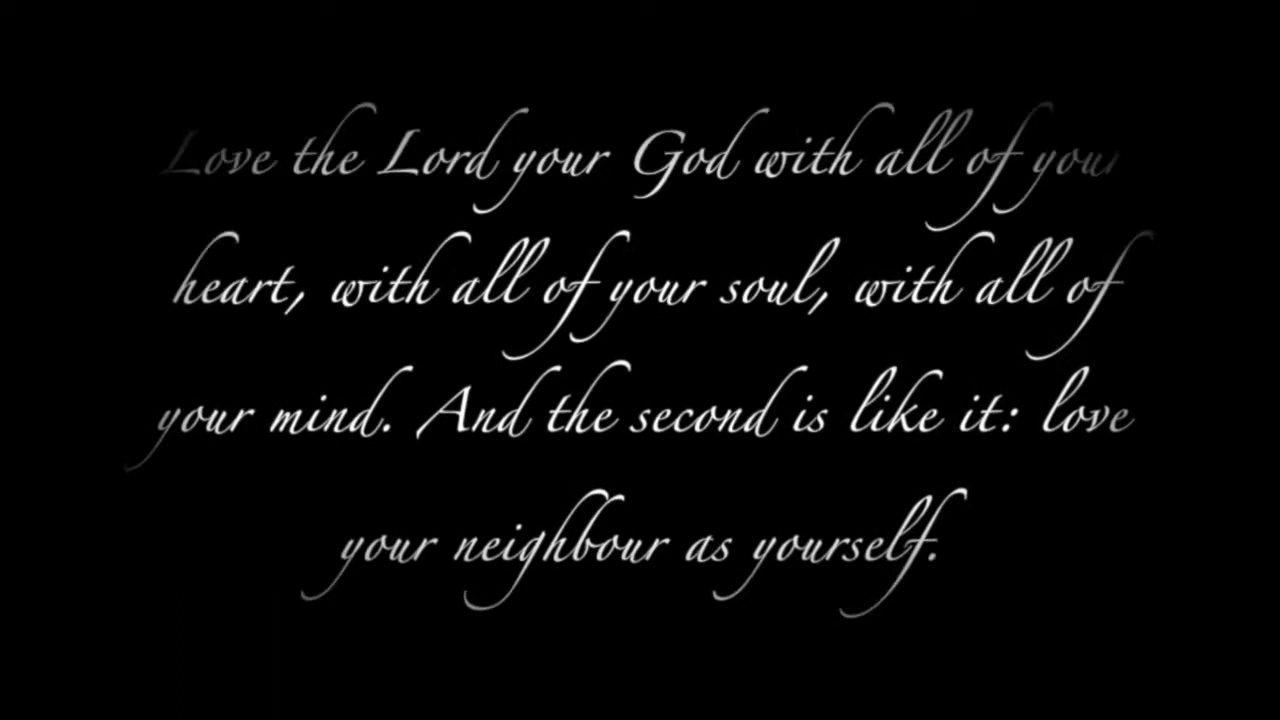 Love the Lord your God with all of your
heart, with all of your soul, with all of
your mind. And the second is like it: love
your neighbour as yourself.